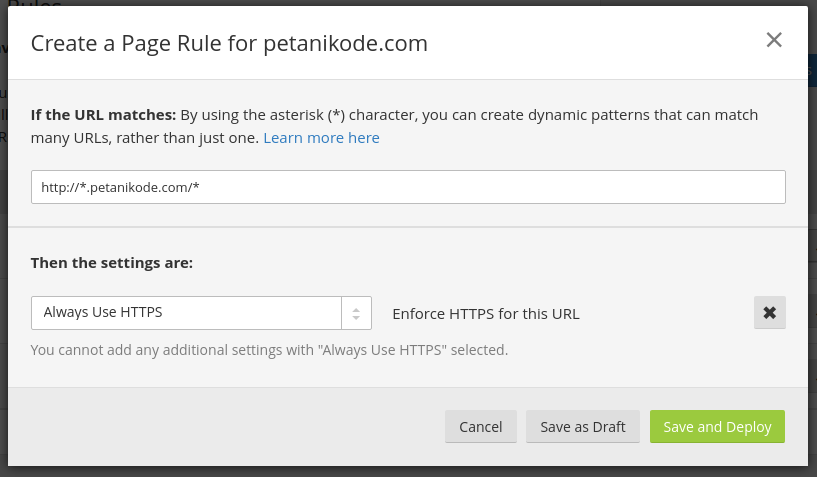 Rules
Create a Page Rule for petanikode.com
If the URL matches: By using the asterisk (*) character, you can create dynamic patterns that can match
many URLs, rather than just one. Learn more here
http://*.petanikode.com/*
Then the settings are:
Always Use HTTPS
Enforce HTTPS for this URL
You cannot add any additional settings with "Always Use HTTPS" selected.
Cancel
Save as Draft
Save and Deploy